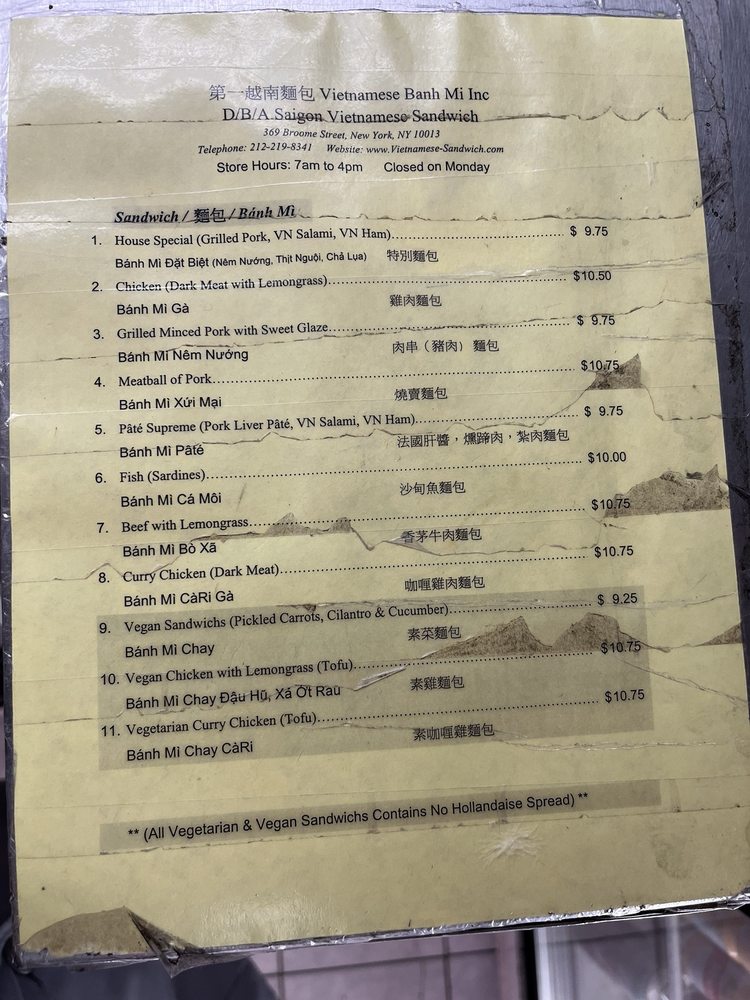 第一越南麵包 Vietnamese Banh Mi Inc
D/B/A Saigon Vietnamese Sandwich
369 Broome Street, New York, NY 10013
Telephone: 212-219-8341 Website: www.Vietnamese-Sandwich.com
Store Hours: 7am to 4pm Closed on Monday
Sandwich / 麵包 / Bánh Mì
1. House Special (Grilled Pork, VN Salami, VN Ham)........................................ $ 9.75
Bánh Mì Đặt Biệt (Nêm Nướng, Thịt Nguội, Chả Lụa) 特別麵包
2. Chicken (Dark Meat with Lemongrass)........................................................ $10.50
Bánh Mì Gà 雞肉麵包
3. Grilled Minced Pork with Sweet Glaze........................................................ $ 9.75
Bánh Mì Nêm Nướng 肉串（豬肉）麵包
4. Meatball of Pork................................................................................ $10.75
Bánh Mì Xứi Mại 燒賣麵包
5. Pâté Supreme (Pork Liver Pâté, VN Salami, VN Ham)...................................... $ 9.75
Bánh Mì Pâté 法國肝醬，燻蹄肉，紮肉麵包
6. Fish (Sardines)................................................................................. $10.00
Bánh Mì Cá Môi 沙甸魚麵包
7. Beef with Lemongrass........................................................................... $10.75
Bánh Mì Bò Xã 香茅牛肉麵包
8. Curry Chicken (Dark Meat)...................................................................... $10.75
Bánh Mì CàRi Gà 咖喱雞肉麵包
9. Vegan Sandwichs (Pickled Carrots, Cilantro & Cucumber)................................. $ 9.25
Bánh Mì Chay 素菜麵包
10. Vegan Chicken with Lemongrass (Tofu)....................................................... $10.75
Bánh Mì Chay Đậu Hũ, Xá Ớt Rau 素雞麵包
11. Vegetarian Curry Chicken (Tofu)............................................................. $10.75
Bánh Mì Chay CàRi 素咖喱雞麵包
** (All Vegetarian & Vegan Sandwichs Contains No Hollandaise Spread) **